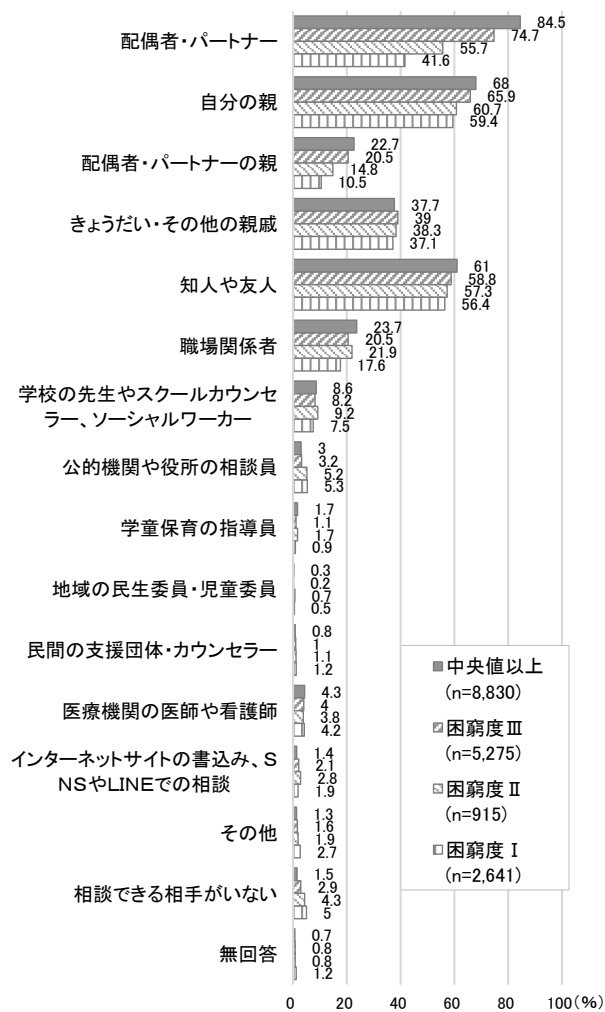 配偶者・パートナー
84.5
74.7
55.7
41.6
自分の親
68
65.9
60.7
59.4
配偶者・パートナーの親
22.7
20.5
14.8
10.5
きょうだい・その他の親戚
37.7
39
38.3
37.1
知人や友人
61
58.8
57.3
56.4
職場関係者
23.7
20.5
21.9
17.6
学校の先生やスクールカウンセ
ラー、ソーシャルワーカー
8.6
8.2
9.2
7.5
公的機関や役所の相談員
3
3.2
5.2
5.3
学童保育の指導員
1.7
1.1
1.7
0.9
地域の民生委員・児童委員
0.3
0.2
0.7
0.5
民間の支援団体・カウンセラー
0.8
1
1.1
1.2
医療機関の医師や看護師
4.3
4
3.8
4.2
インターネットサイトの書込み、S
NSやLINEでの相談
1.4
2.1
2.8
1.9
その他
1.3
1.6
1.9
2.7
相談できる相手がいない
1.5
2.9
4.3
5
無回答
0.7
0.8
0.8
1.2
中央値以上
(n=8,830)
困窮度Ⅲ
(n=5,275)
困窮度Ⅱ
(n=915)
困窮度Ⅰ
(n=2,641)
0 20 40 60 80 100(%)